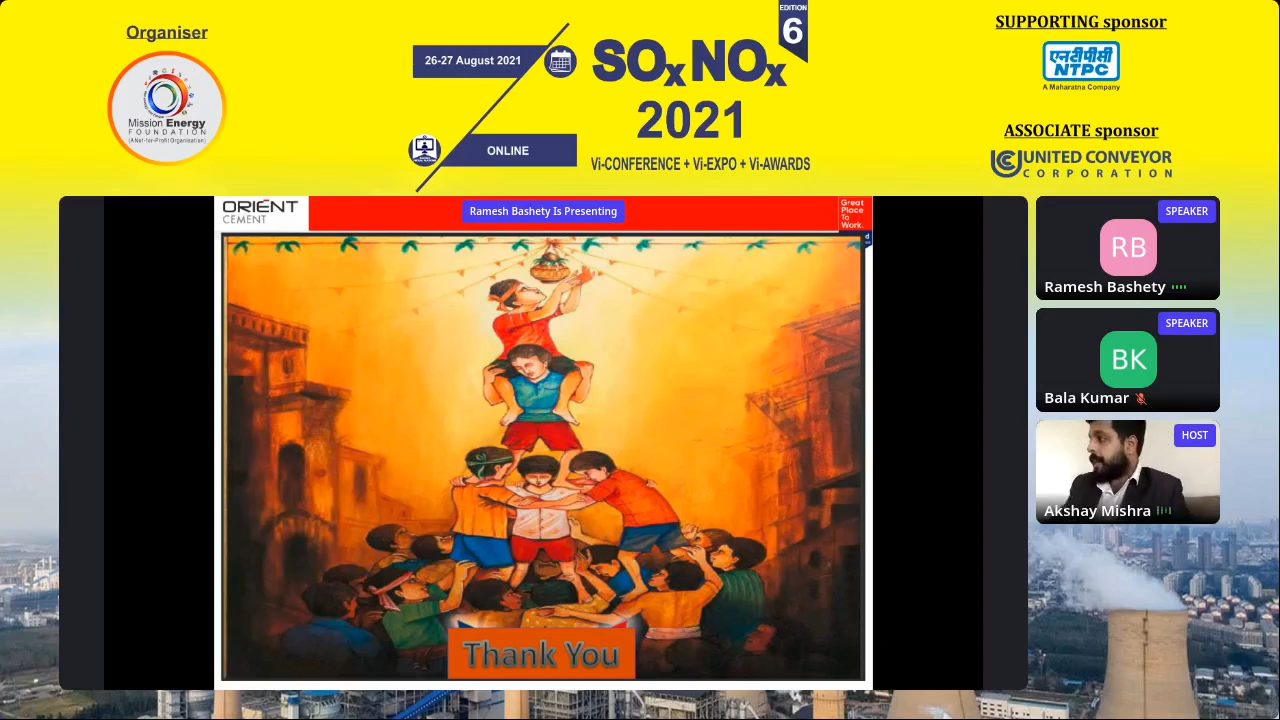 Organiser
Mission Energy
FOUNDATION
(A Not-for-Profit Organisation)
26-27 August 2021
ONLINE
EDITION
6
SOx NOx
2021
Vi-CONFERENCE + Vi-EXPO + Vi-AWARDS
SUPPORTING sponsor
एनटीपीसी
NTPC
A Maharatna Company
ASSOCIATE sponsor
UCC UNITED CONVEYOR
CORPORATION
ORIENT
CEMENT
Ramesh Bashety Is Presenting
Great
Place
To
Work.
Thank You
SPEAKER
RB
Ramesh Bashety
SPEAKER
BK
Bala Kumar
HOST
Akshay Mishra